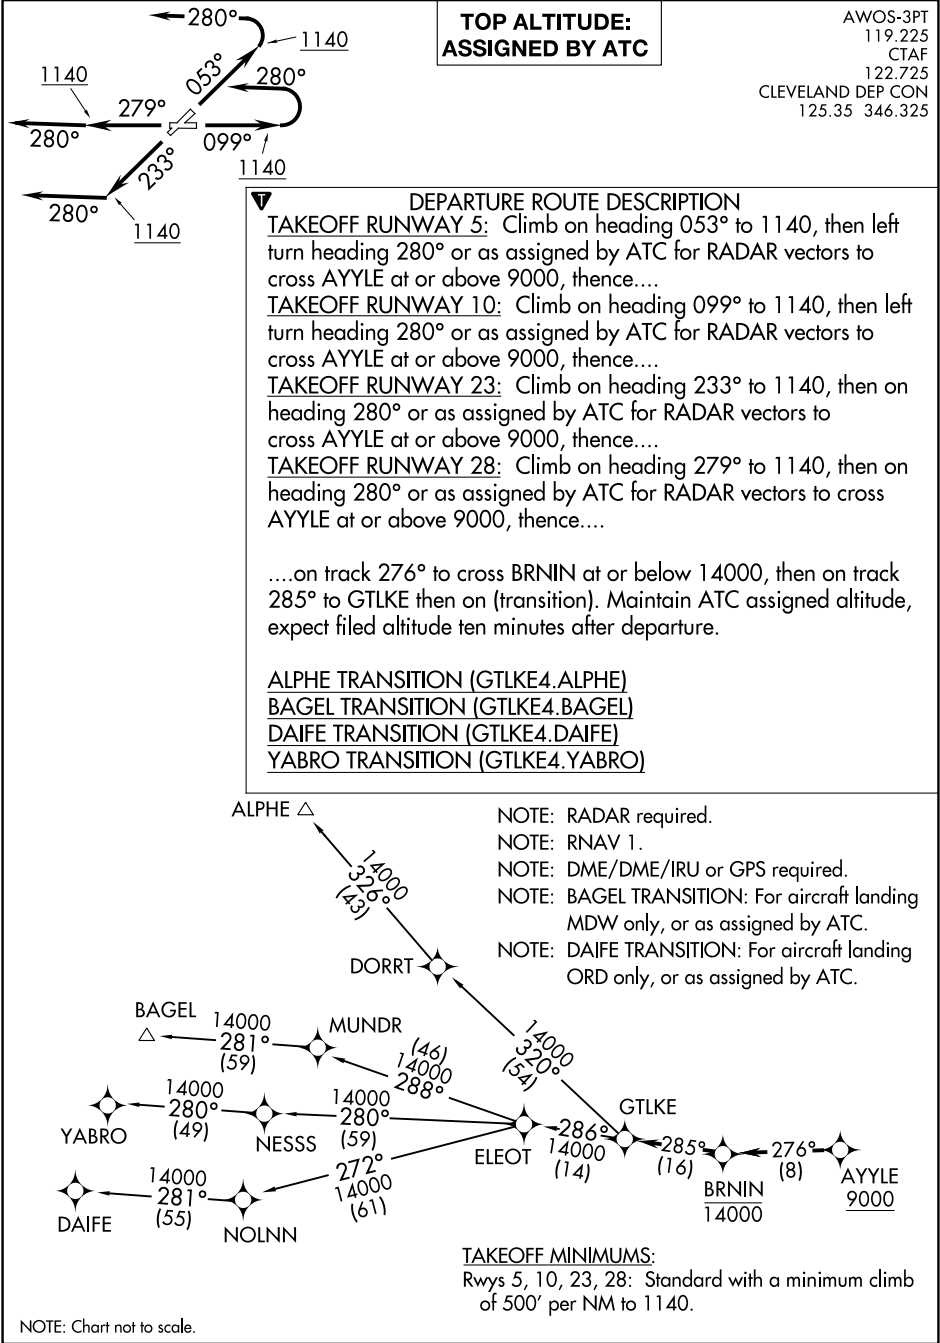 TOP ALTITUDE:
ASSIGNED BY ATC
AWOS-3PT
119.225
CTAF
122.725
CLEVELAND DEP CON
125.35 346.325
280°
1140
053°
280°
1140
279°
280°
099°
1140
233°
280°
1140
T
DEPARTURE ROUTE DESCRIPTION
TAKEOFF RUNWAY 5: Climb on heading 053° to 1140, then left
turn heading 280° or as assigned by ATC for RADAR vectors to
cross AYYLE at or above 9000, thence....
TAKEOFF RUNWAY 10: Climb on heading 099° to 1140, then left
turn heading 280° or as assigned by ATC for RADAR vectors to
cross AYYLE at or above 9000, thence....
TAKEOFF RUNWAY 23: Climb on heading 233° to 1140, then on
heading 280° or as assigned by ATC for RADAR vectors to
cross AYYLE at or above 9000, thence....
TAKEOFF RUNWAY 28: Climb on heading 279° to 1140, then on
heading 280° or as assigned by ATC for RADAR vectors to cross
AYYLE at or above 9000, thence....
....on track 276° to cross BRNIN at or below 14000, then on track
285° to GTLKE then on (transition). Maintain ATC assigned altitude,
expect filed altitude ten minutes after departure.
ALPHE TRANSITION (GTLKE4.ALPHE)
BAGEL TRANSITION (GTLKE4.BAGEL)
DAIFE TRANSITION (GTLKE4.DAIFE)
YABRO TRANSITION (GTLKE4.YABRO)
NOTE: RADAR required.
NOTE: RNAV 1.
NOTE: DME/DME/IRU or GPS required.
NOTE: BAGEL TRANSITION: For aircraft landing
MDW only, or as assigned by ATC.
NOTE: DAIFE TRANSITION: For aircraft landing
ORD only, or as assigned by ATC.
ALPHE
14000
326°
(43)
DORRT
14000
320°
(54)
BAGEL
14000
281°
(59)
MUNDR
(46)
14000
288°
YABRO
14000
280°
(49)
NESSS
14000
280°
(59)
ELEOT
286°
14000
(14)
GTLKE
285°
(16)
BRNIN
14000
276°
(8)
AYYLE
9000
DAIFE
14000
281°
(55)
NOLNN
272°
14000
(61)
TAKEOFF MINIMUMS:
Rwys 5, 10, 23, 28: Standard with a minimum climb
of 500' per NM to 1140.
NOTE: Chart not to scale.